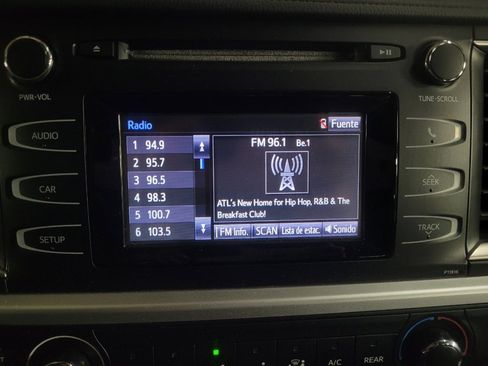 PWR•VOL
TUNE•SCROLL
AUDIO
CAR
SETUP
SEEK
TRACK
Radio
Fuente
1 94.9
2 95.7
3 96.5
4 98.3
5 100.7
6 103.5
FM 96.1 Be.1
ATL's New Home for Hip Hop, R&B & The
Breakfast Club!
FM Info.
SCAN
Lista de estac.
Sonido
A/C
REAR